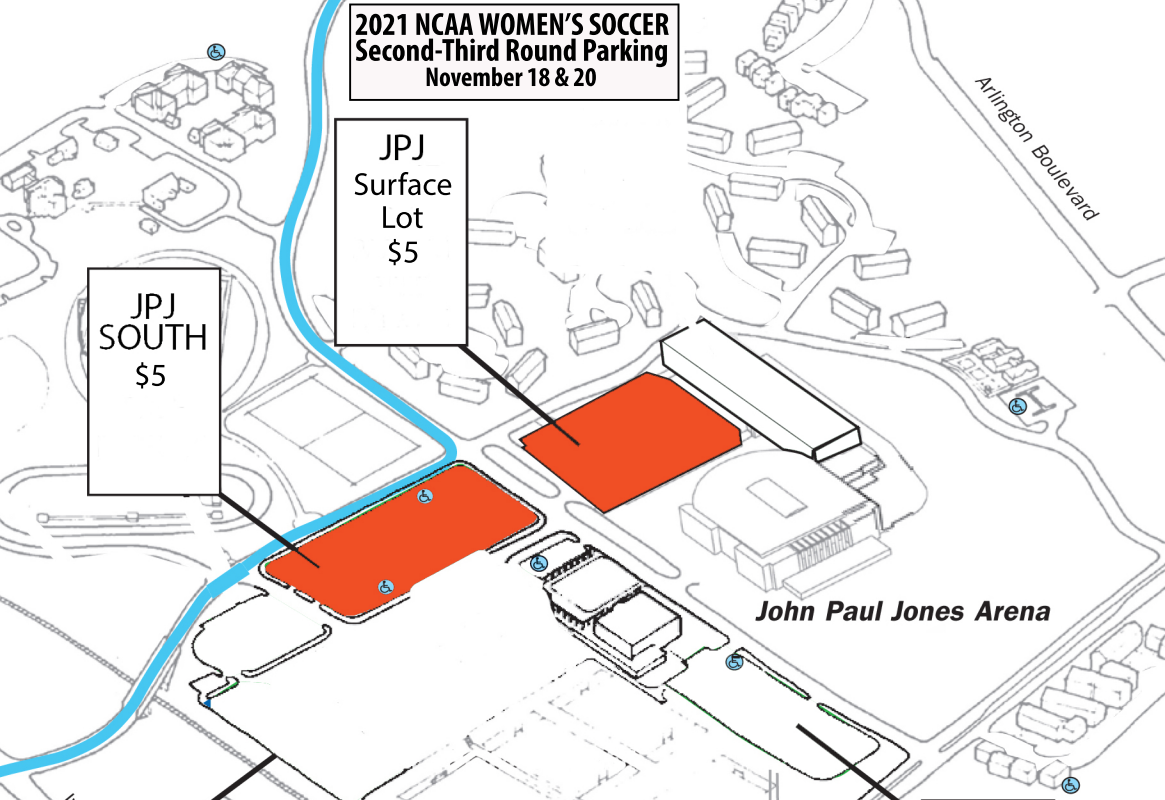 2021 NCAA WOMEN'S SOCCER
Second-Third Round Parking
November 18 & 20
Arlington Boulevard
JPJ
Surface
Lot
$5
JPJ
SOUTH
$5
John Paul Jones Arena